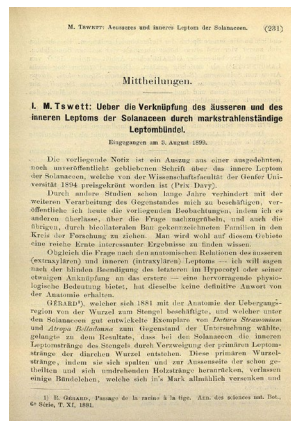 M. TSWETT: Aeusseres und inneres Leptom der Solanaceen. (231)
Mittheilungen.
I. M. Tswett: Ueber die Verknüpfung des äusseren und des
inneren Leptoms der Solanaceen durch markstrahlenständige
Leptombündel.
Eingegangen am 3. August 1899.
Die vorliegende Notiz ist ein Auszug aus einer ausgedehnten,
noch unveröffentlicht gebliebenen Schrift über das innere Leptom
der Solanaceen, welche von der Wissenschaftsfacultät der Genfer Uni-
versität 1894 preisgekrönt worden ist (Prix Davy).
Durch andere Studien schon lange Jahre verhindert mit der
weiteren Verarbeitung des Gegenstandes mich zu beschäftigen, ver-
öffentliche ich heute die vorliegenden Beobachtungen, indem ich es
anderen überlasse, über die Frage nachzugrübeln, und auch die
übrigen, durch bicollateralen Bau gekennzeichneten Familien in den
Kreis der Forschung zu ziehen. Man wird wohl auf diesem Gebiete
eine reiche Ernte interessanter Ergebnisse zu finden wissen.
Obgleich die Frage nach den anatomischen Relationen des äusseren
(extraxylären) und inneren (intraxylären) Leptoms — ich will sagen
nach der blinden Beendigung des letzteren im Hypocotyl oder seiner
etwaigen Anknüpfung an das erstere — eine hervorragende physio-
logische Bedeutung bietet, hat dieselbe keine definitive Antwort von
der Anatomie erhalten.
GÉRARD¹), welcher sich 1881 mit der Anatomie der Uebergangs-
region von der Wurzel zum Stengel beschäftigte, und welcher unter
den Solanaceen gut entwickelte Exemplare von Datura Stramonium
und Atropa Belladonna zum Gegenstand der Untersuchung wählte,
gelangte zu dem Resultate, dass bei den Solanaceen die inneren
Leptomstränge des Stengels durch Verzweigung der primären Leptom-
stränge der diarchen Wurzel entstehen. Diese primären Wurzel-
stränge, indem sie sich spalten und zur Aussenseite der schon ge-
theilten und sich umdrehenden Holzstränge heranrücken, verlassen
einige Bündelchen, welche sich in's Mark allmählich versenken und
1) R. GÉRARD, Passage de la racine à la tige. Ann. des sciences nat. Bot.,
6e Série, T. XI, 1881.